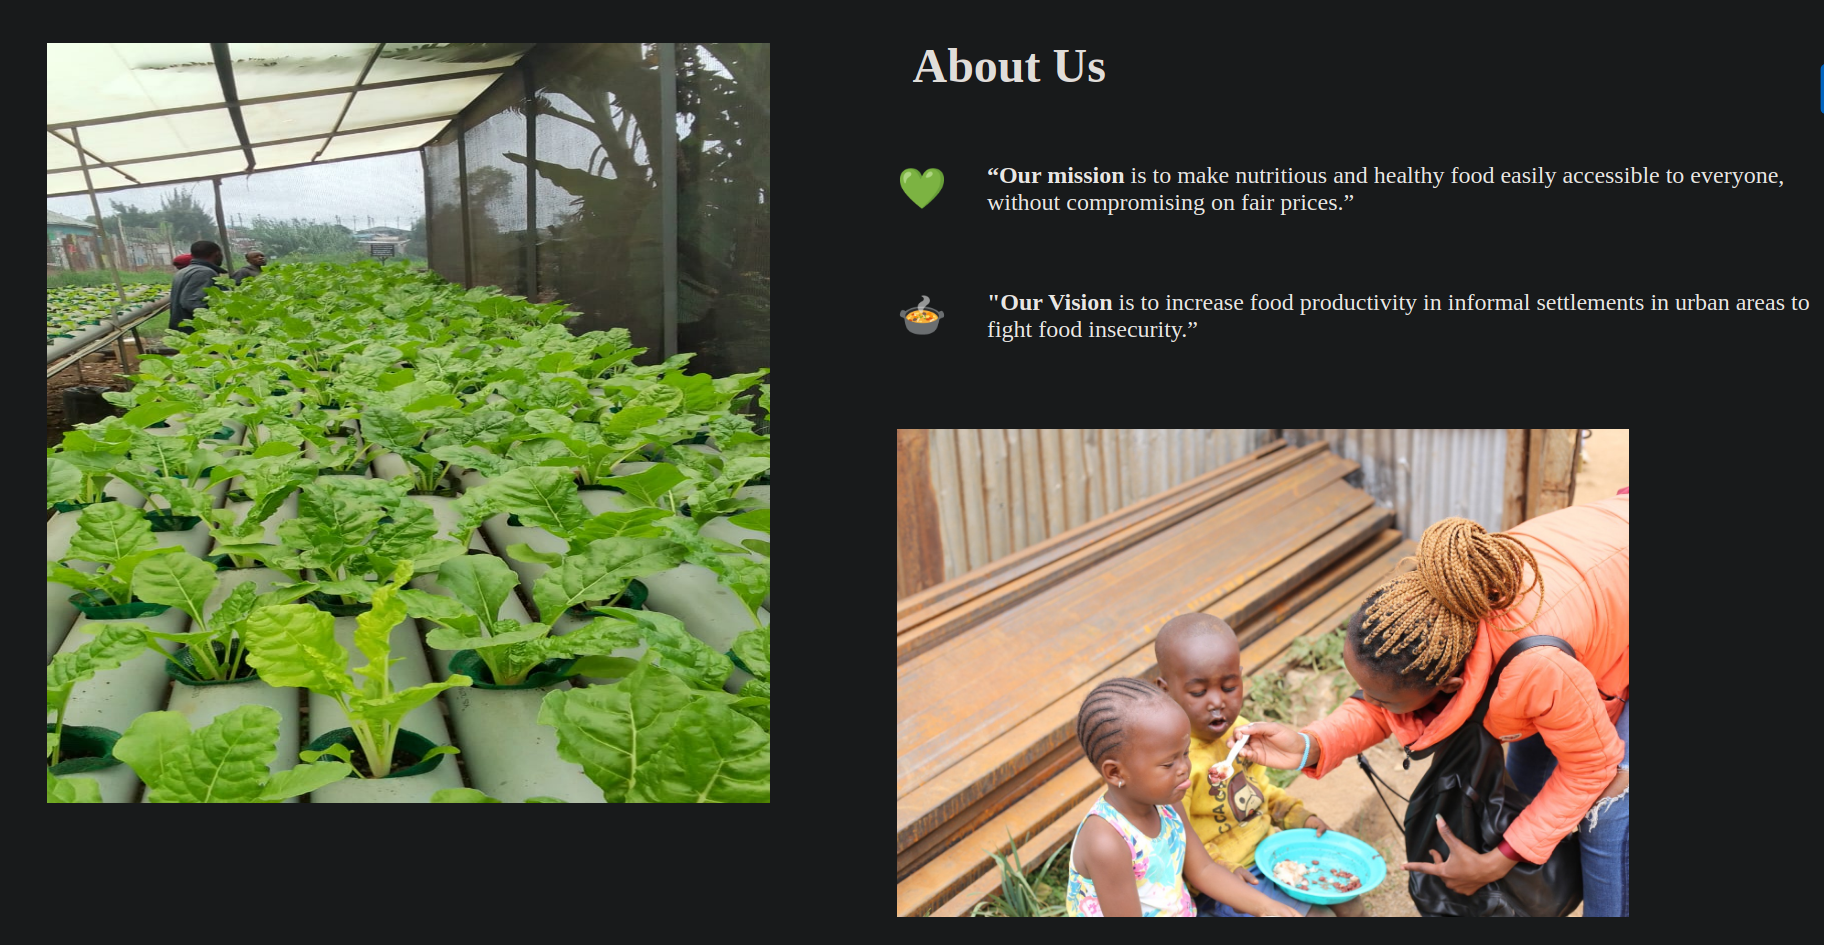 About Us
“Our mission is to make nutritious and healthy food easily accessible to everyone,
without compromising on fair prices.”
"Our Vision is to increase food productivity in informal settlements in urban areas to
fight food insecurity.”